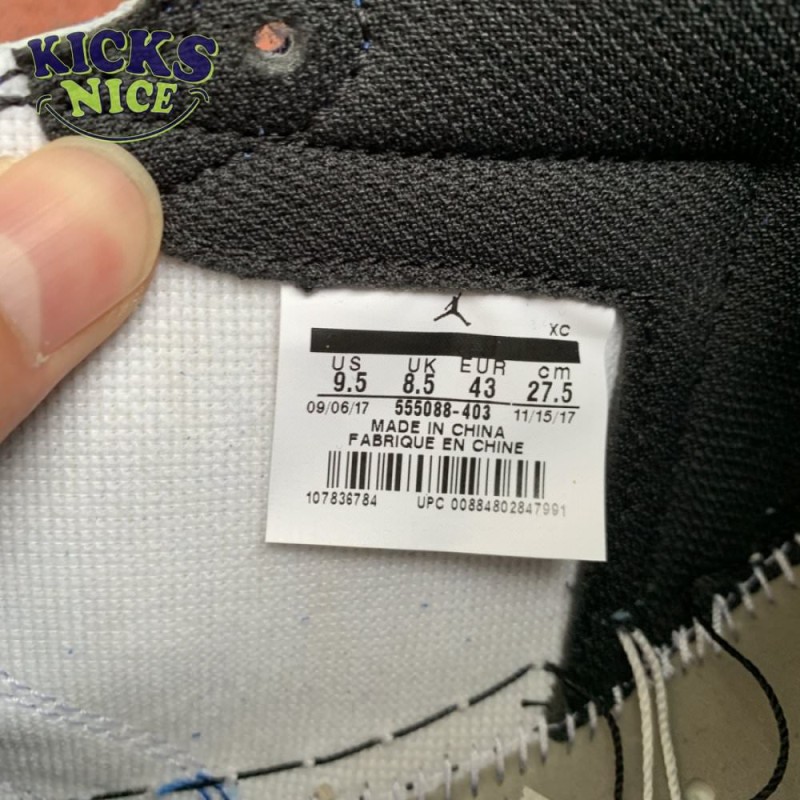 KICKS
NICE
XC
US UK EUR cm
9.5 8.5 43 27.5
09/06/17 555088-403 11/15/17
MADE IN CHINA
FABRIQUE EN CHINE
107836784 UPC 00884802847991